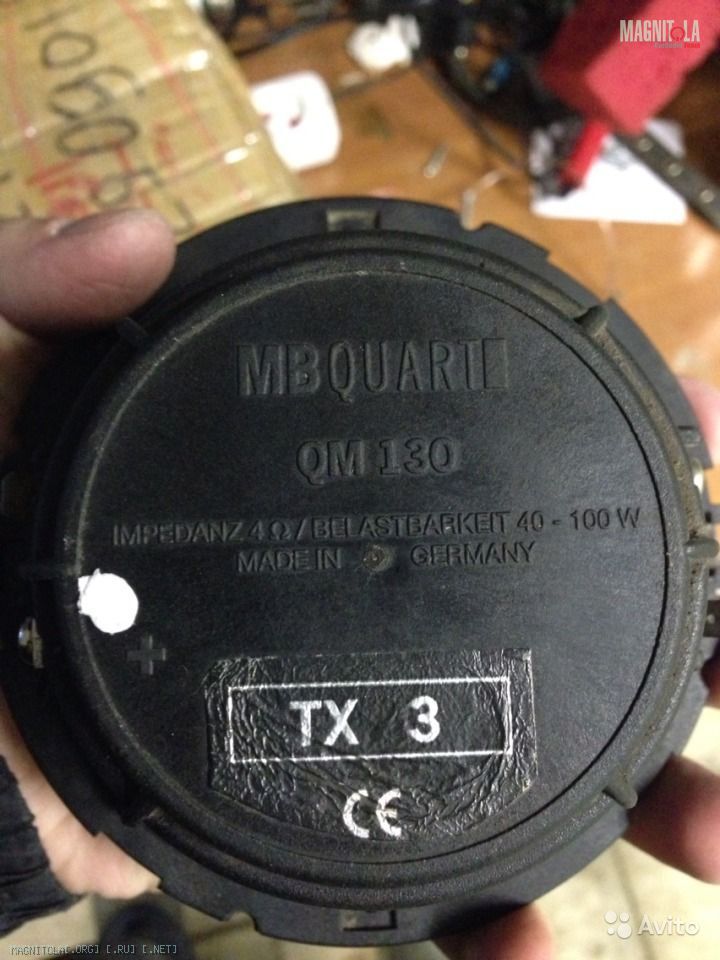 MAGNITOLA
MBQUART
QM 130
IMPEDANZ 4 Ω / BELASTBARKEIT 40 - 100 W
MADE IN GERMANY
+
TX 3
CE
Avito
MAGNITOLA[.ORG] [.RU] [.NET]